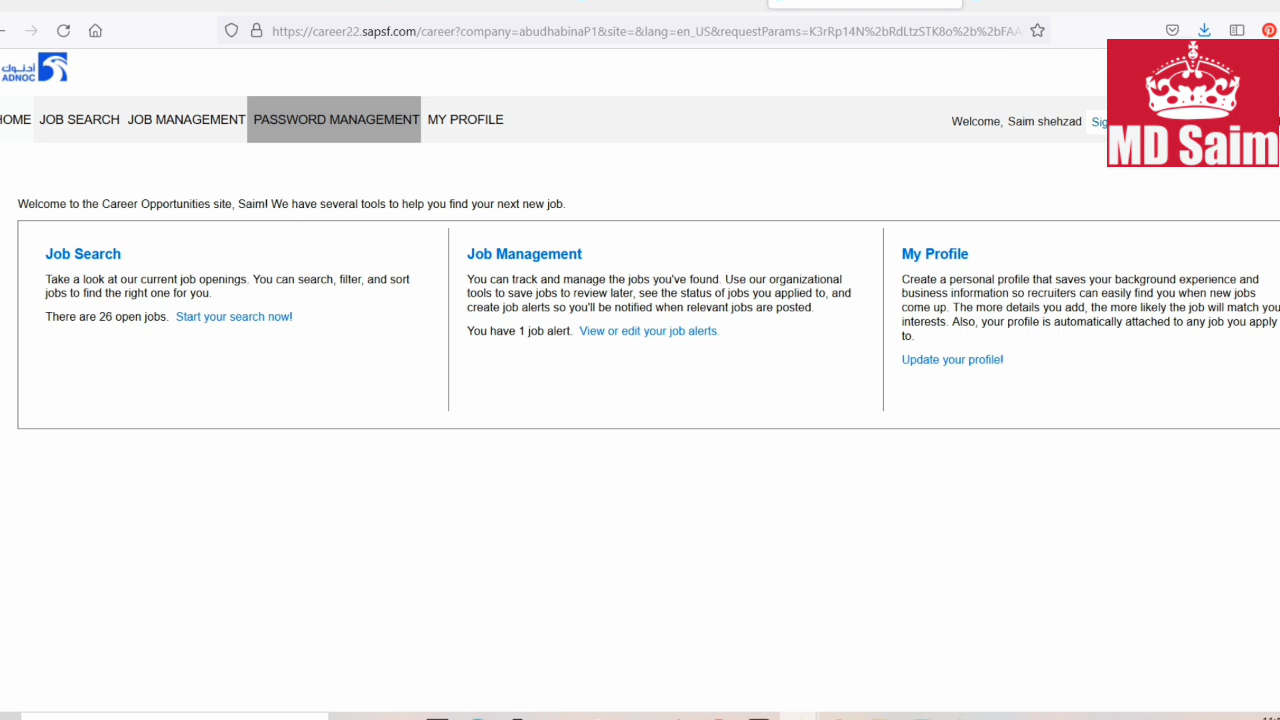 https://career22.sapsf.com/career?company=abudhabinaP1&site=&lang=en_US&requestParams=K3rRp14N%2bRdLtzSTK0o%2b%2bFAA
أدنوك
ADNOC
HOME JOB SEARCH JOB MANAGEMENT PASSWORD MANAGEMENT MY PROFILE
Welcome, Saim shehzad
MD Saim
Welcome to the Career Opportunities site, Saim! We have several tools to help you find your next new job.
Job Search
Take a look at our current job openings. You can search, filter, and sort
jobs to find the right one for you.
There are 26 open jobs. Start your search now!
Job Management
You can track and manage the jobs you've found. Use our organizational
tools to save jobs to review later, see the status of jobs you applied to, and
create job alerts so you'll be notified when relevant jobs are posted.
You have 1 job alert. View or edit your job alerts.
My Profile
Create a personal profile that saves your background experience and
business information so recruiters can easily find you when new jobs
come up. The more details you add, the more likely the job will match you
interests. Also, your profile is automatically attached to any job you apply
to.
Update your profile!